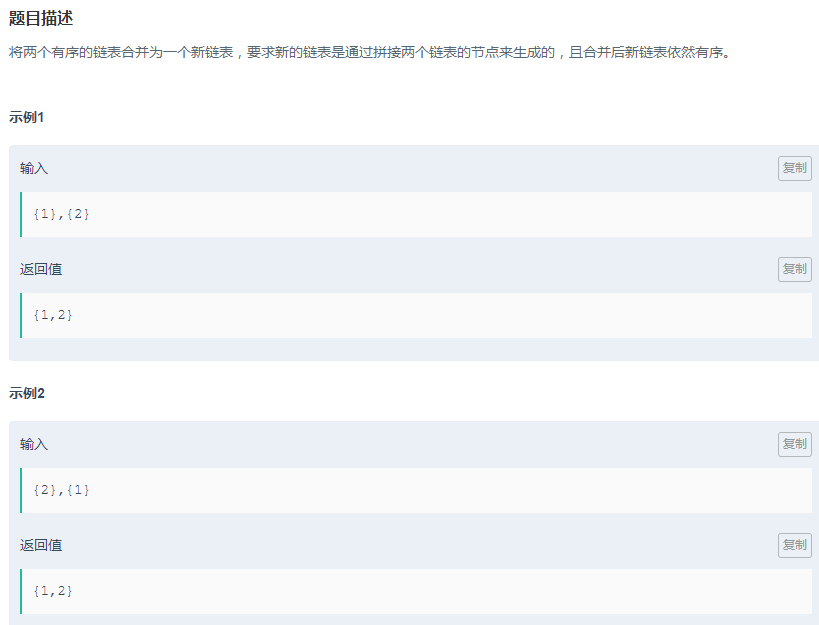 题目描述
将两个有序的链表合并为一个新链表，要求新的链表是通过拼接两个链表的节点来生成的，且合并后新链表依然有序。
示例1
输入
复制
{1},{2}
返回值
复制
{1,2}
示例2
输入
复制
{2},{1}
返回值
复制
{1,2}